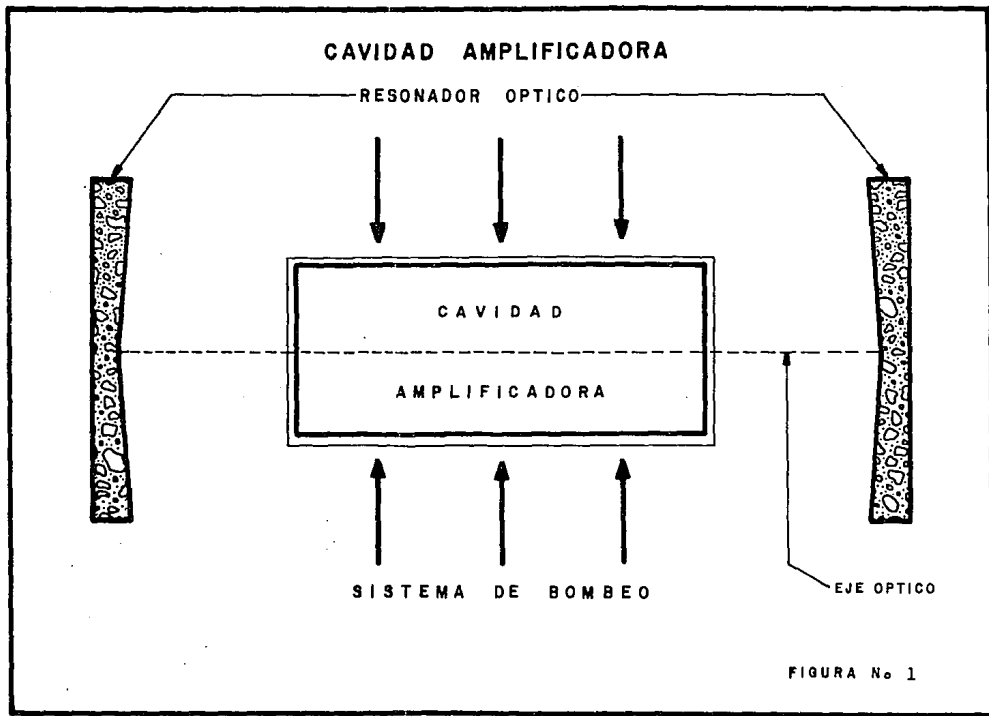 CAVIDAD AMPLIFICADORA
RESONADOR OPTICO
CAVIDAD
AMPLIFICADORA
SISTEMA DE BOMBEO
EJE OPTICO
FIGURA No 1